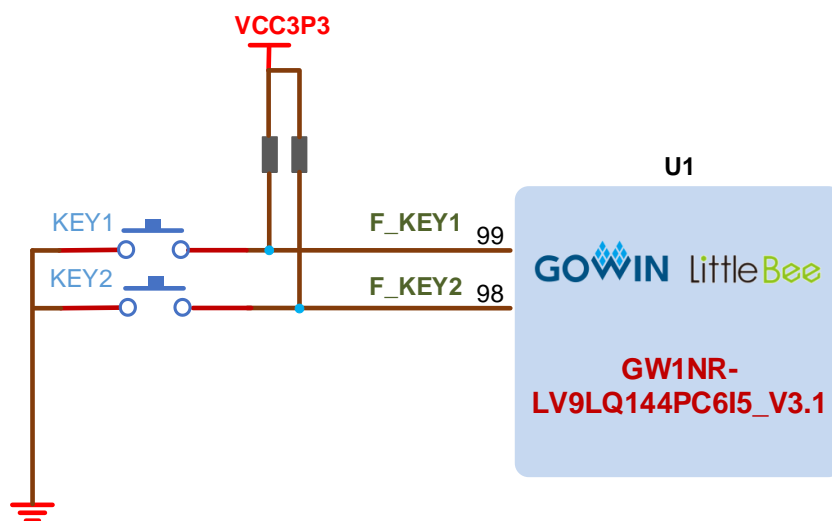 VCC3P3
U1
KEY1
F_KEY1
99
KEY2
F_KEY2
98
GOWIN LittleBee
GW1NR-
LV9LQ144PC6I5_V3.1